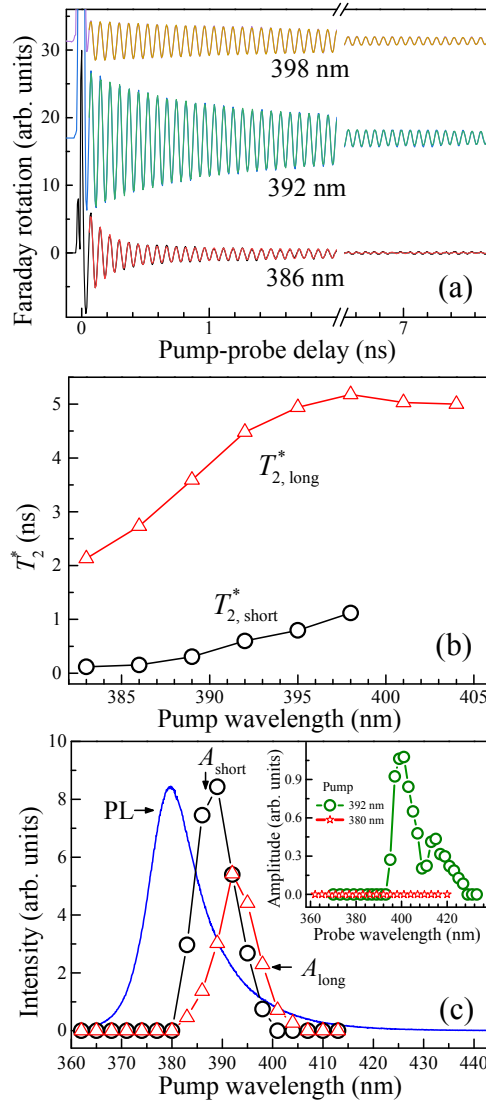 Faraday rotation (arb. units)
30
20
10
0
398 nm
392 nm
386 nm
(a)
0
1
7
Pump-probe delay (ns)
T*2 (ns)
6
5
4
3
2
1
0
T*2, long
T*2, short
(b)
385
390
395
400
405
Pump wavelength (nm)
Intensity (arb. units)
10
8
6
4
2
0
PL
Ashort
Along
Amplitude (arb. units)
0.9
0.6
0.3
0.0
Pump
392 nm
380 nm
360
380
400
420
Probe wavelength (nm)
(c)
360
370
380
390
400
410
420
430
440
Pump wavelength (nm)